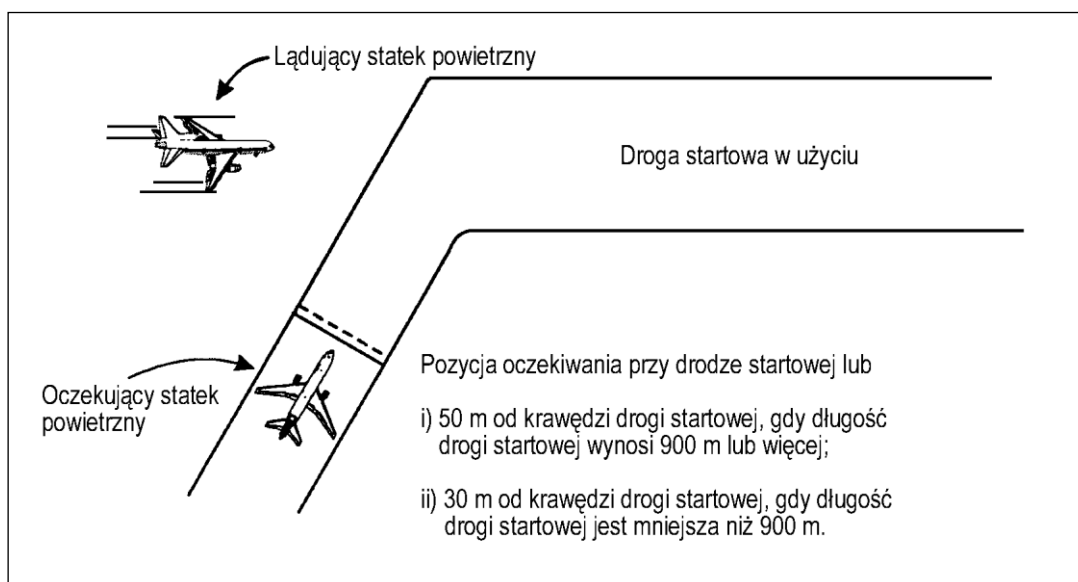 Lądujący statek powietrzny
Droga startowa w użyciu
Oczekujący statek
powietrzny
Pozycja oczekiwania przy drodze startowej lub
i) 50 m od krawędzi drogi startowej, gdy długość
drogi startowej wynosi 900 m lub więcej;
ii) 30 m od krawędzi drogi startowej, gdy długość
drogi startowej jest mniejsza niż 900 m.